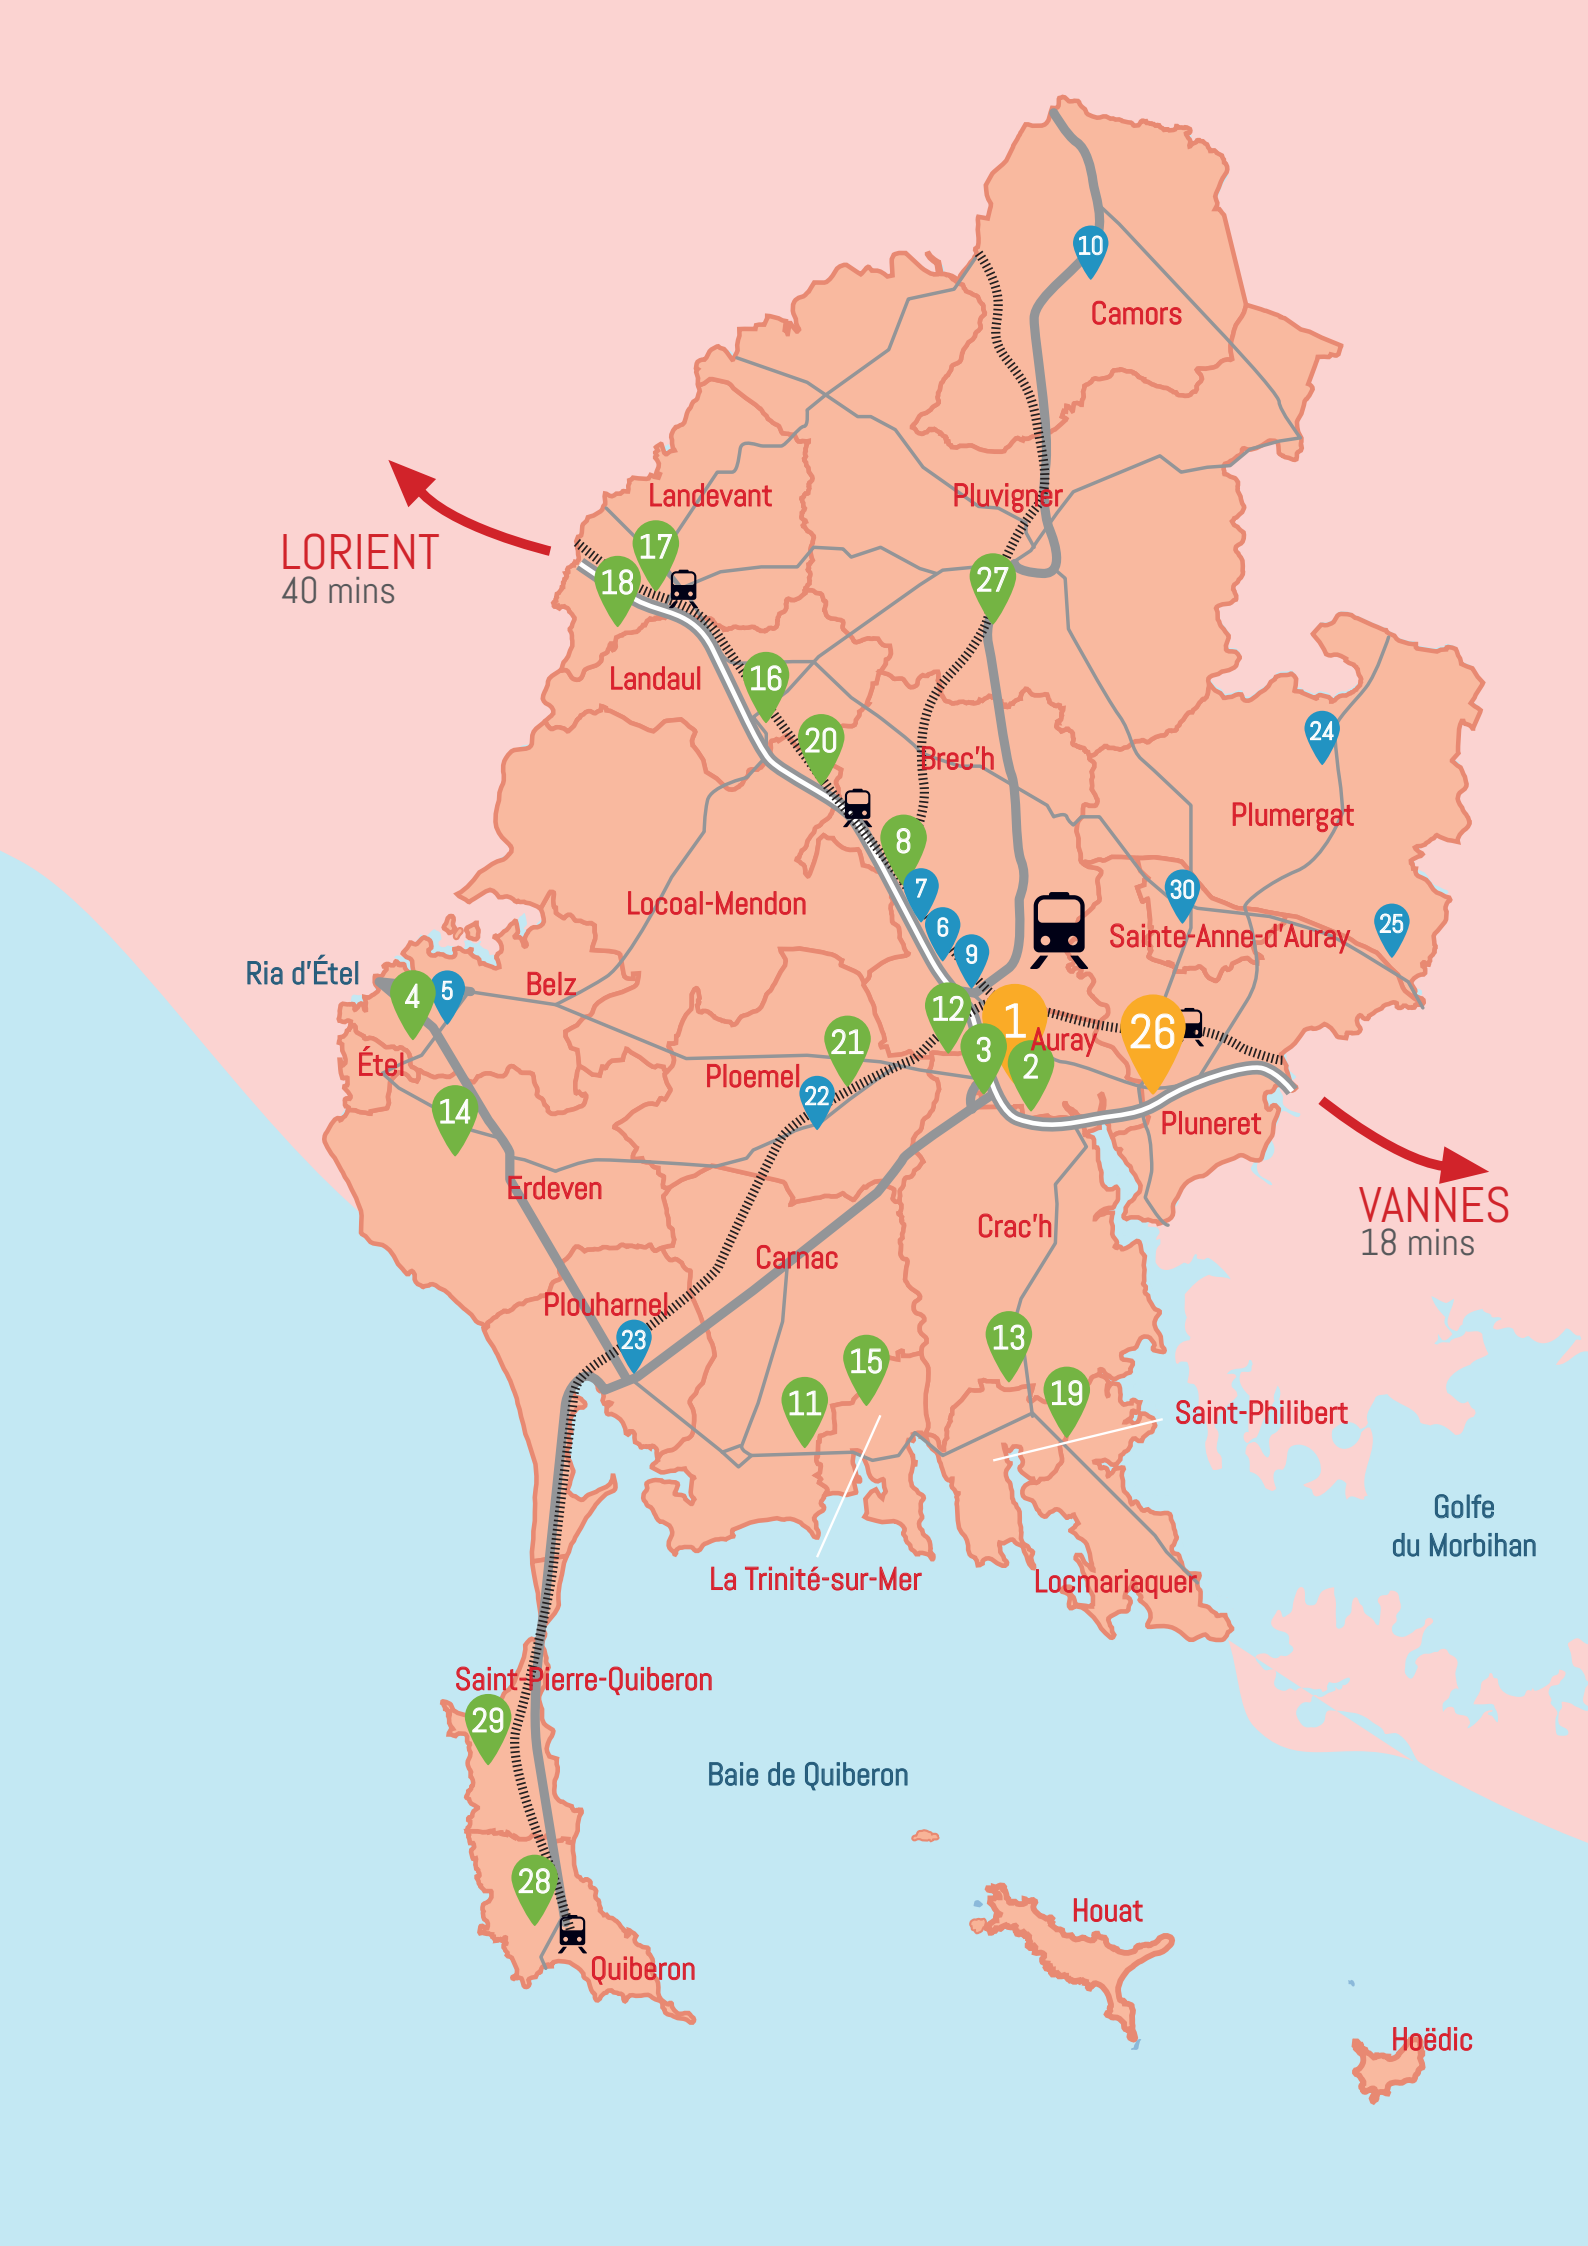 10
Camors
Landevant
Pluvigner
LORIENT
40 mins
17
18
27
Landaul
16
20
Brec'h
24
Plumergat
8
7
30
6
25
Locoal-Mendon
Sainte-Anne-d'Auray
9
Ria d'Étel
4
5
Belz
12
1
26
21
3
Auray
2
Étel
Ploemel
22
14
Pluneret
Erdeven
VANNES
18 mins
Crac'h
Carnac
Plouharnel
23
13
15
19
11
Saint-Philibert
Golfe
du Morbihan
La Trinité-sur-Mer
Locmariaquer
Saint-Pierre-Quiberon
29
Baie de Quiberon
28
Houat
Quiberon
Hoëdic